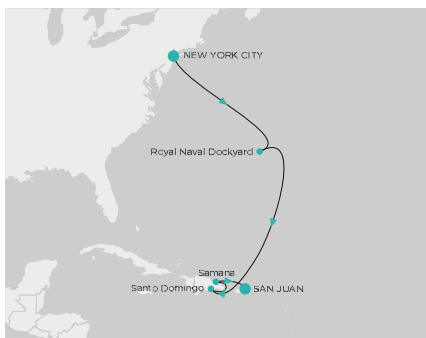 NEW YORK CITY
Royal Naval Dockyard
Samana
Santo Domingo
SAN JUAN